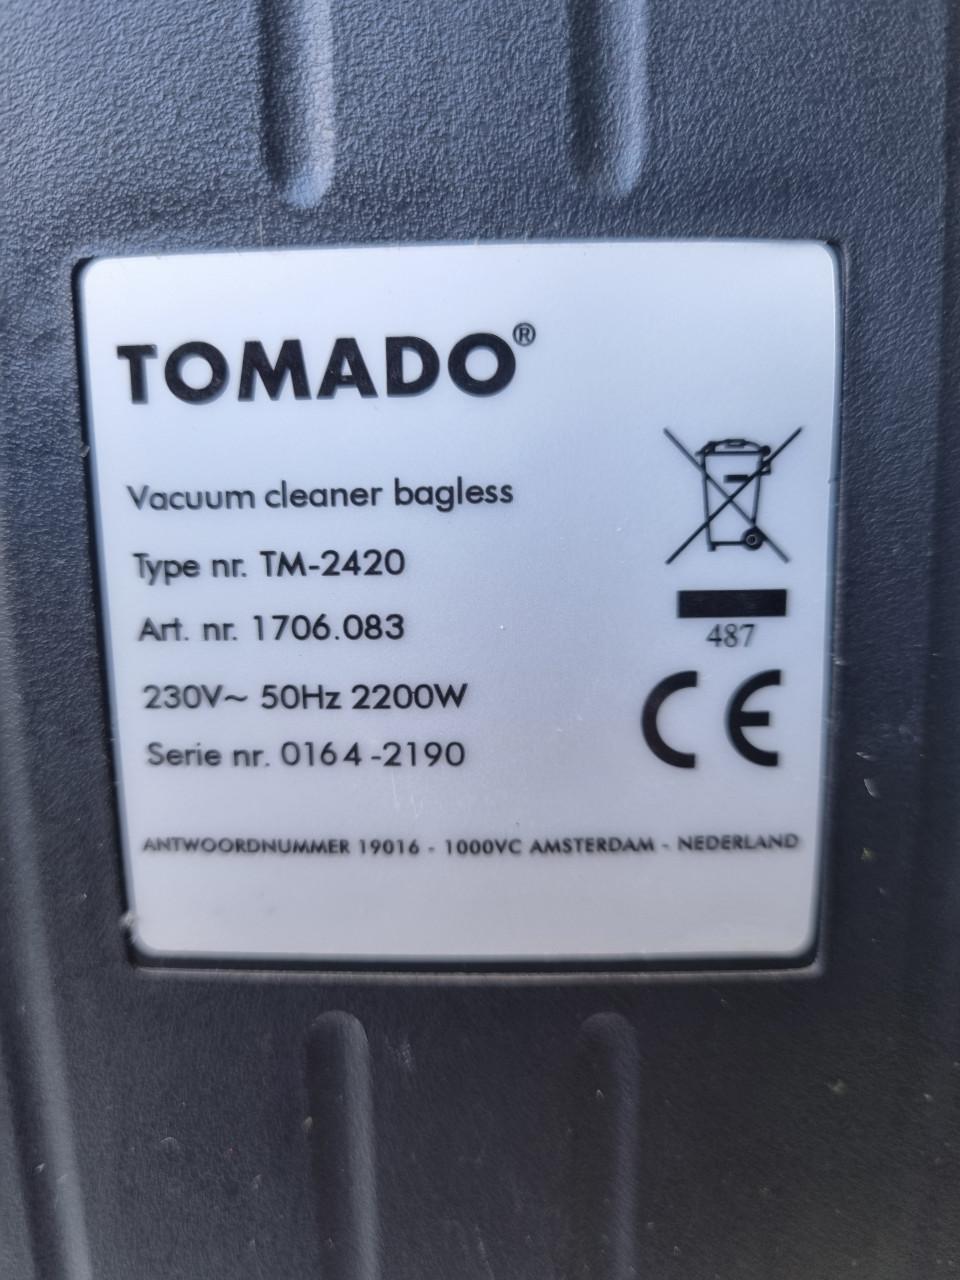 TOMADO®
Vacuum cleaner bagless
Type nr. TM-2420
Art. nr. 1706.083
487
230V~ 50Hz 2200W
CE
Serie nr. 0164-2190
ANTWOORDNUMMER 19016 - 1000VC AMSTERDAM - NEDERLAND